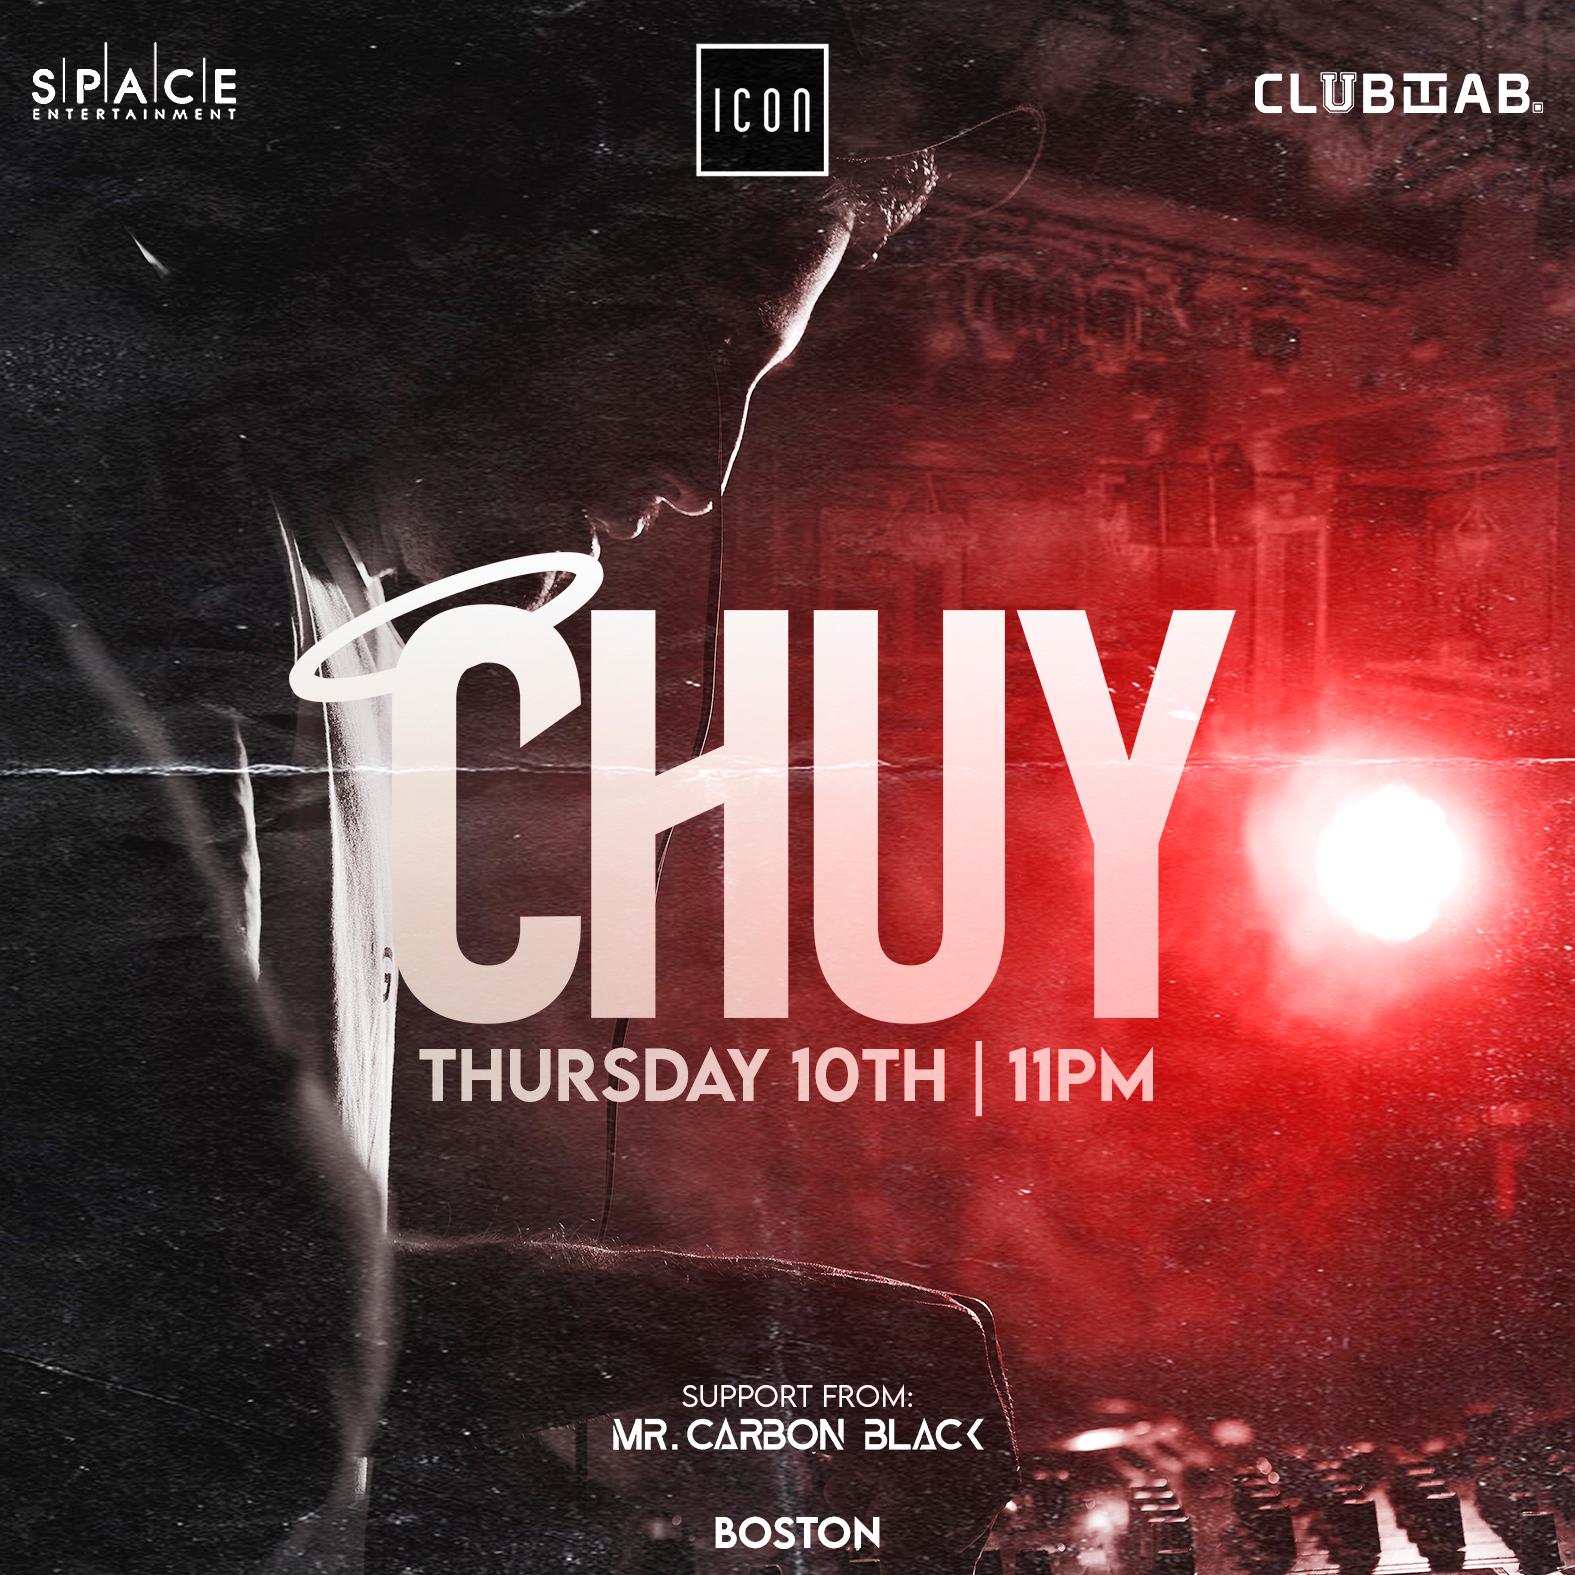 SPACE
ENTERTAINMENT
ICON
CLUBTAB.
CHUY
THURSDAY 10TH | 11PM
SUPPORT FROM:
MR. CARBON BLACK
BOSTON